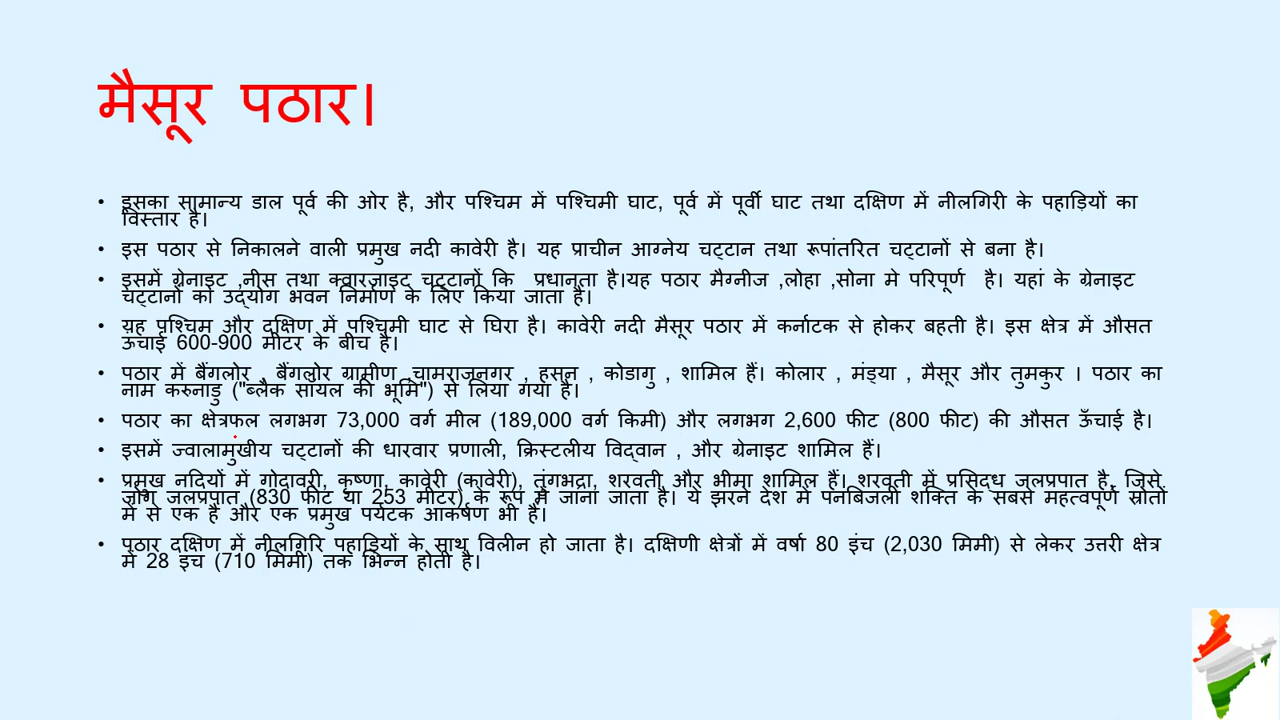 मैसूर पठार।
• इसका सामान्य डाल पूर्व की ओर है, और पश्चिम में पश्चिमी घाट, पूर्व में पूर्वी घाट तथा दक्षिण में नीलगिरी के पहाड़ियों का
विस्तार है।
• इस पठार से निकालने वाली प्रमुख नदी कावेरी है। यह प्राचीन आग्नेय चट्टान तथा रूपांतरित चट्टानों से बना है।
• इसमें ग्रेनाइट ,नीस तथा क्वारज़ाइट चट्टानों कि प्रधानता है।यह पठार मैग्नीज ,लोहा ,सोना मे परिपूर्ण है। यहां के ग्रेनाइट
चट्टानों का उद्योग भवन निर्माण के लिए किया जाता है।
• यह पश्चिम और दक्षिण में पश्चिमी घाट से घिरा है। कावेरी नदी मैसूर पठार में कर्नाटक से होकर बहती है। इस क्षेत्र में औसत
ऊंचाई 600-900 मीटर के बीच है।
• पठार में बैंगलोर , बैंगलोर ग्रामीण ,चामराजनगर , हसन , कोडागु , शामिल हैं। कोलार , मंड्या , मैसूर और तुमकुर । पठार का
नाम करुनाडु ("ब्लैक सॉयल की भूमि") से लिया गया है।
• पठार का क्षेत्रफल लगभग 73,000 वर्ग मील (189,000 वर्ग किमी) और लगभग 2,600 फीट (800 फीट) की औसत ऊँचाई है।
• इसमें ज्वालामुखीय चट्टानों की धारवार प्रणाली, क्रिस्टलीय विद्वान , और ग्रेनाइट शामिल हैं।
• प्रमुख नदियों में गोदावरी, कृष्णा, कावेरी (कावेरी), तुंगभद्रा, शरवती और भीमा शामिल हैं। शरवती में प्रसिद्ध जलप्रपात है, जिसे
जोग जलप्रपात (830 फीट या 253 मीटर) के रूप में जाना जाता है। ये झरने देश में पनबिजली शक्ति के सबसे महत्वपूर्ण स्रोतों
में से एक हैं और एक प्रमुख पर्यटक आकर्षण भी हैं।
• पठार दक्षिण में नीलगिरि पहाड़ियों के साथ विलीन हो जाता है। दक्षिणी क्षेत्रों में वर्षा 80 इंच (2,030 मिमी) से लेकर उत्तरी क्षेत्र
में 28 इंच (710 मिमी) तक भिन्न होती है।